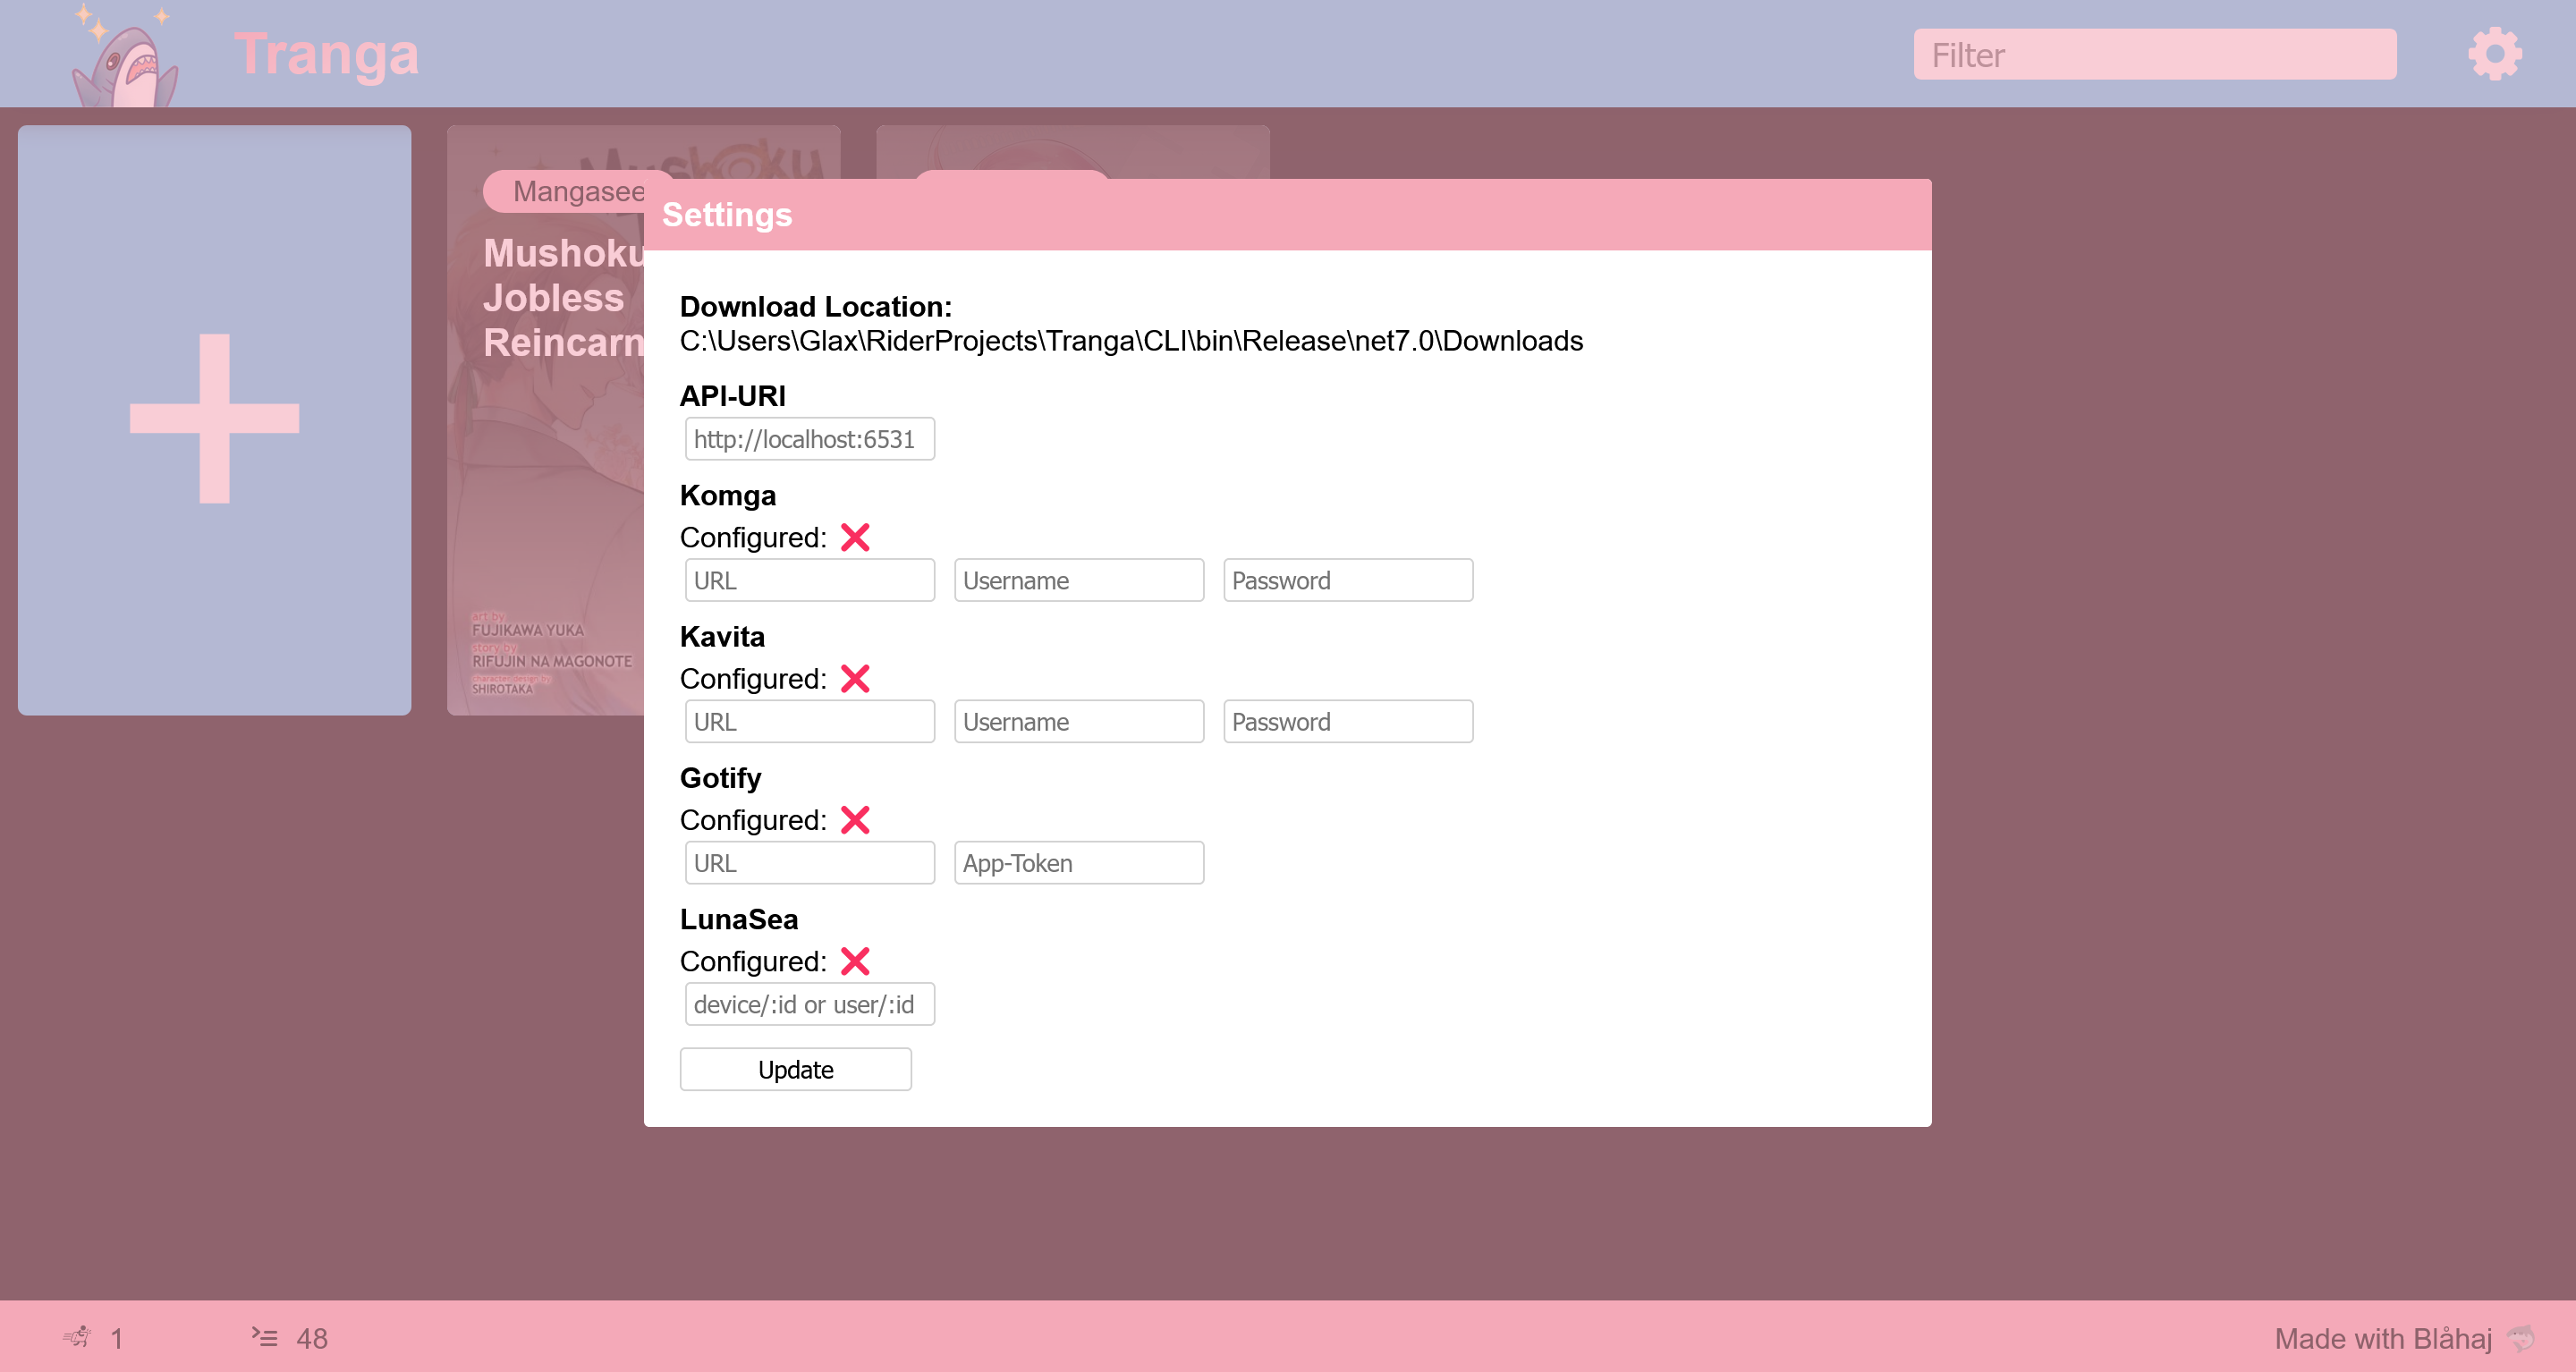 Tranga
Filter
Mangasee
Mushoku
Mushoku
Jobless
Reincarn
art by
FUJIKAWA YUKA
story by
RIFUJIN NA MAGONOTE
character design by
SHIROTAKA
Settings
Download Location:
C:\Users\Glax\RiderProjects\Tranga\CLI\bin\Release\net7.0\Downloads
API-URI
http://localhost:6531
Komga
Configured: ❌
URL Username Password
Kavita
Configured: ❌
URL Username Password
Gotify
Configured: ❌
URL App-Token
LunaSea
Configured: ❌
device/:id or user/:id
Update
1 48 Made with Blåhaj